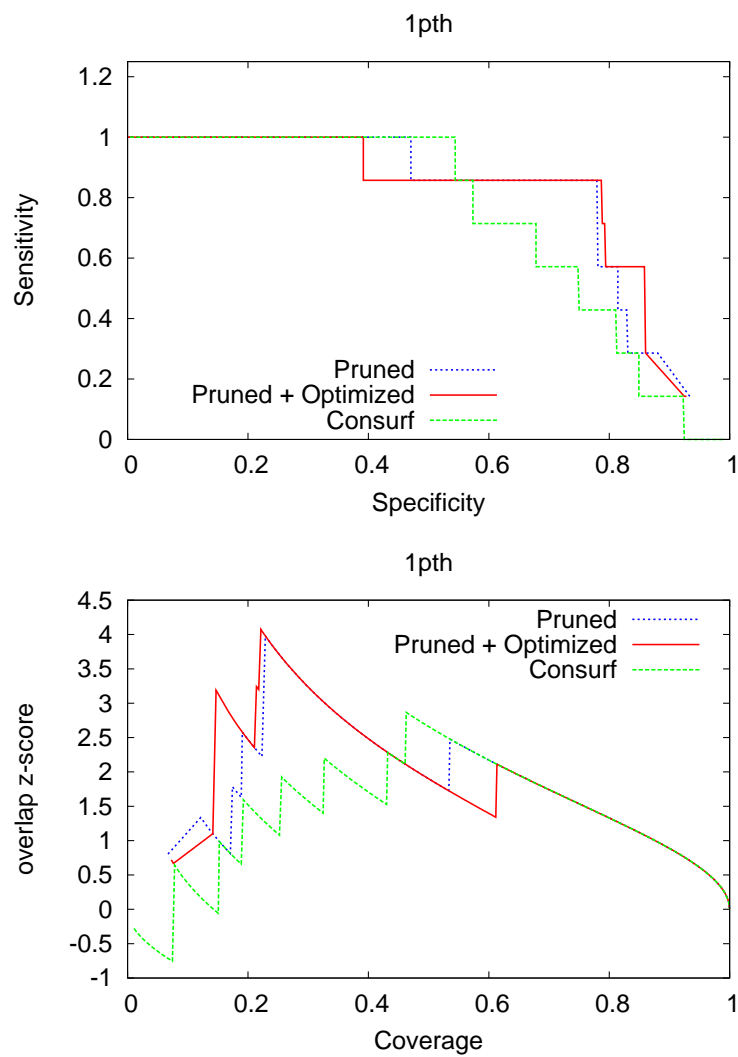 1pth
1.2
1
0.8
0.6
0.4
0.2
0
Sensitivity
Pruned
Pruned + Optimized
Consurf
0 0.2 0.4 0.6 0.8 1
Specificity
1pth
4.5
4
3.5
3
2.5
2
1.5
1
0.5
0
-0.5
-1
overlap z-score
Pruned
Pruned + Optimized
Consurf
0 0.2 0.4 0.6 0.8 1
Coverage